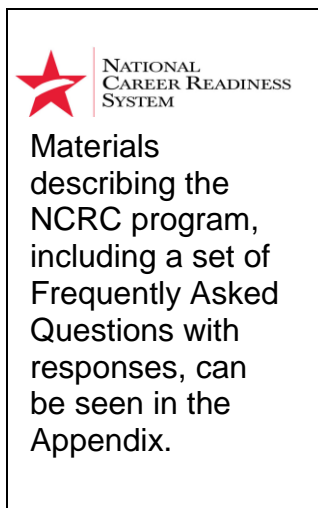 NATIONAL
CAREER READINESS
SYSTEM
Materials
describing the
NCRC program,
including a set of
Frequently Asked
Questions with
responses, can
be seen in the
Appendix.